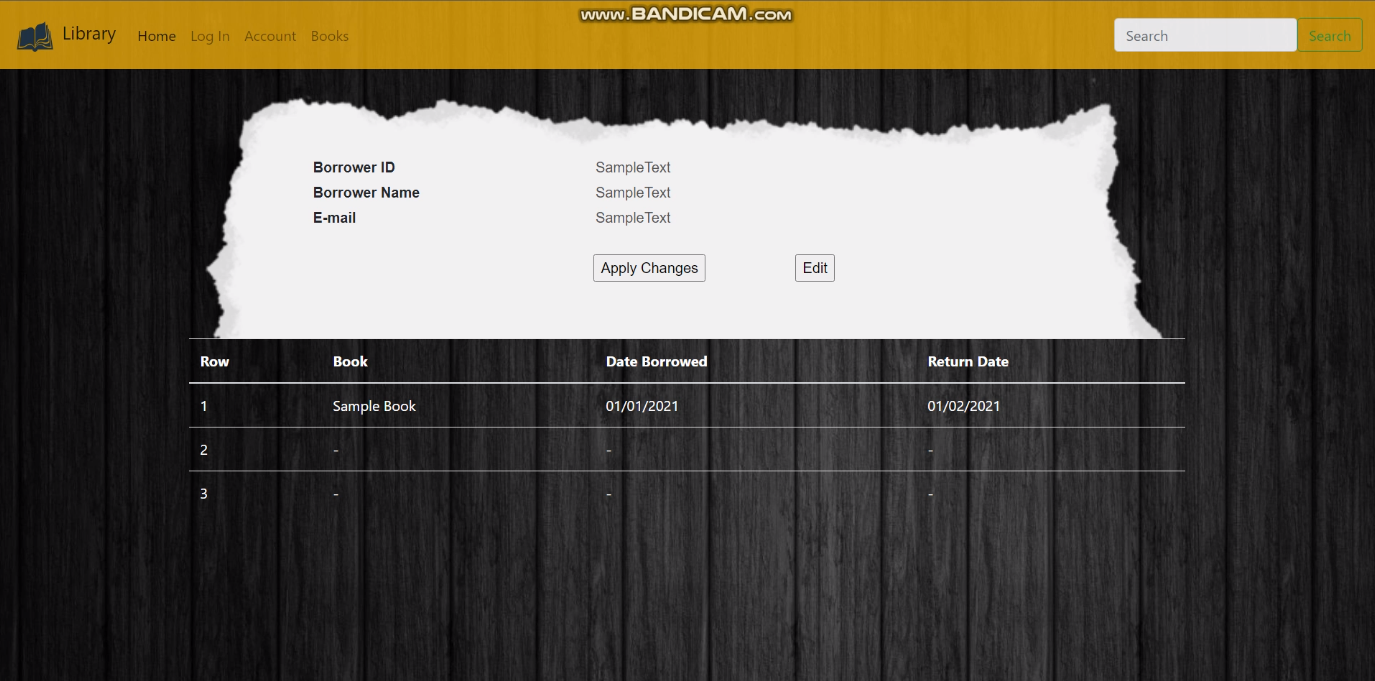 www.BANDICAM.com
Library Home Log In Account Books Search Search
Borrower ID SampleText
Borrower Name SampleText
E-mail SampleText
Apply Changes Edit
Row Book Date Borrowed Return Date
1 Sample Book 01/01/2021 01/02/2021
2 - - -
3 - - -